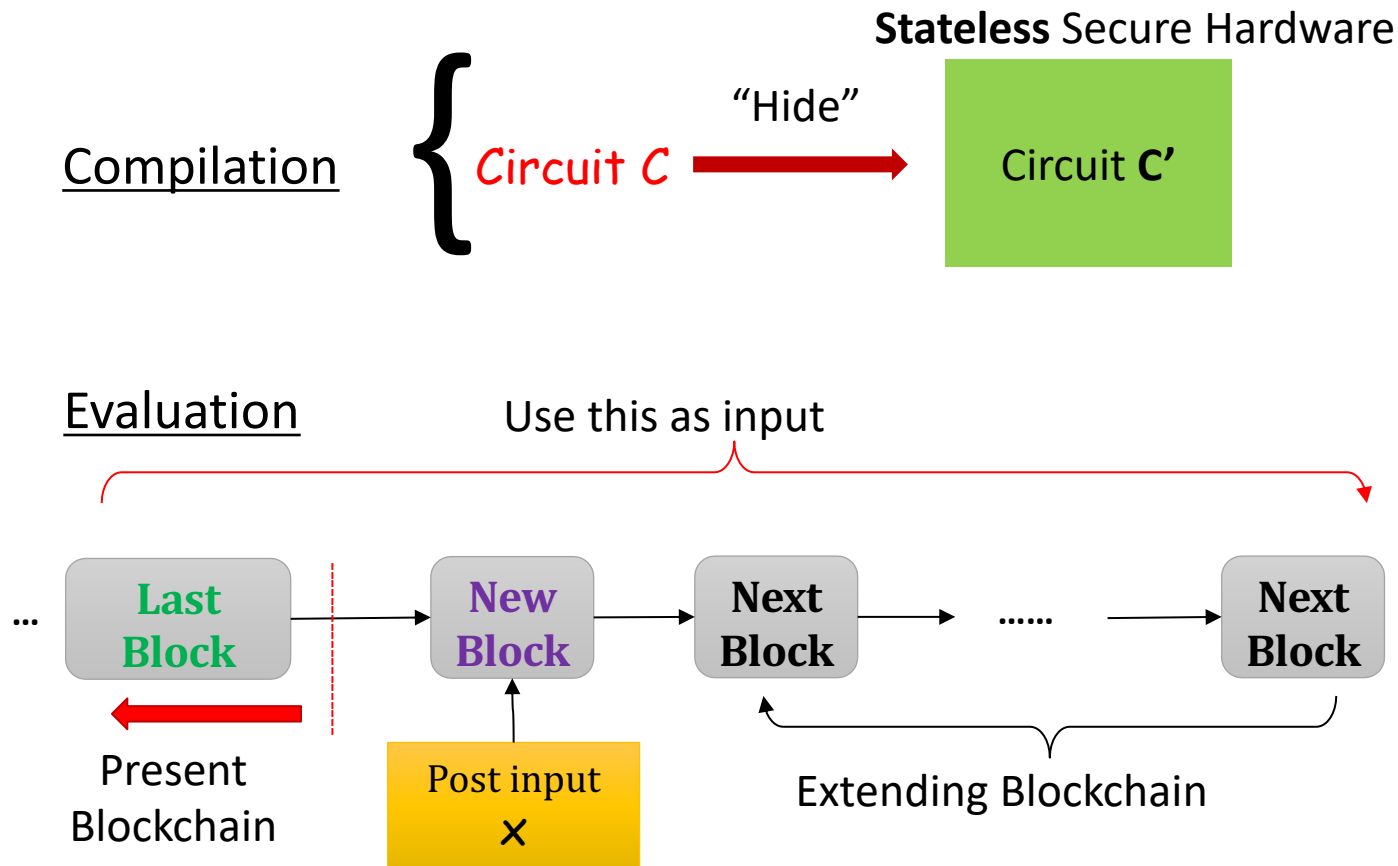 Stateless Secure Hardware
Compilation
{
Circuit C
“Hide”
Circuit C’
Evaluation
Use this as input
...
Last
Block
New
Block
Next
Block
......
Next
Block
Present
Blockchain
Post input
x
Extending Blockchain